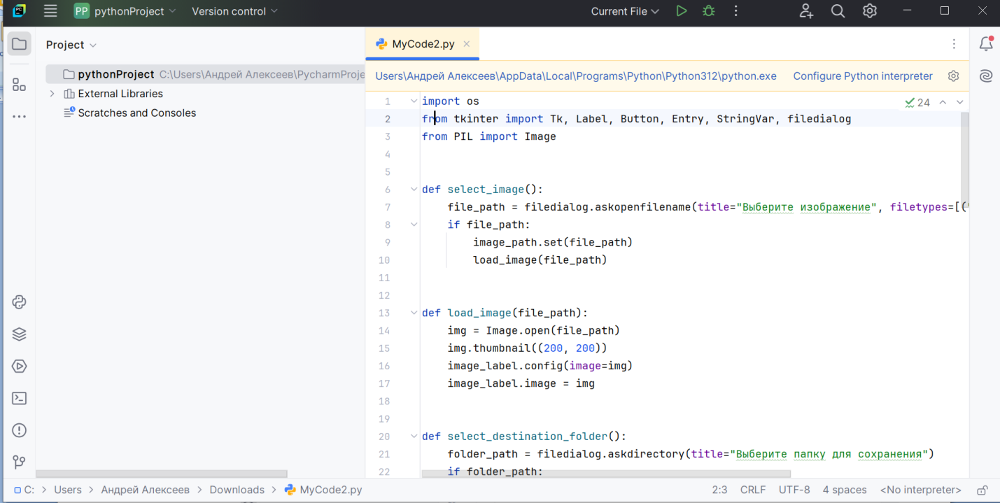 PP pythonProject Version control Current File
Project
pythonProject C:\Users\Андрей Алексеев\PycharmProje
External Libraries
Scratches and Consoles
MyCode2.py
Users\Андрей Алексеев\AppData\Local\Programs\Python\Python312\python.exe Configure Python interpreter
24
1 import os
2 from tkinter import Tk, Label, Button, Entry, StringVar, filedialog
3 from PIL import Image
4
5
6 def select_image():
7 file_path = filedialog.askopenfilename(title="Выберите изображение", filetypes=[("
8 if file_path:
9 image_path.set(file_path)
10 load_image(file_path)
11
12
13 def load_image(file_path):
14 img = Image.open(file_path)
15 img.thumbnail((200, 200))
16 image_label.config(image=img)
17 image_label.image = img
18
19
20 def select_destination_folder():
21 folder_path = filedialog.askdirectory(title="Выберите папку для сохранения")
22 if folder_path:
C: > Users > Андрей Алексеев > Downloads > MyCode2.py 2:3 CRLF UTF-8 4 spaces <No interpreter>